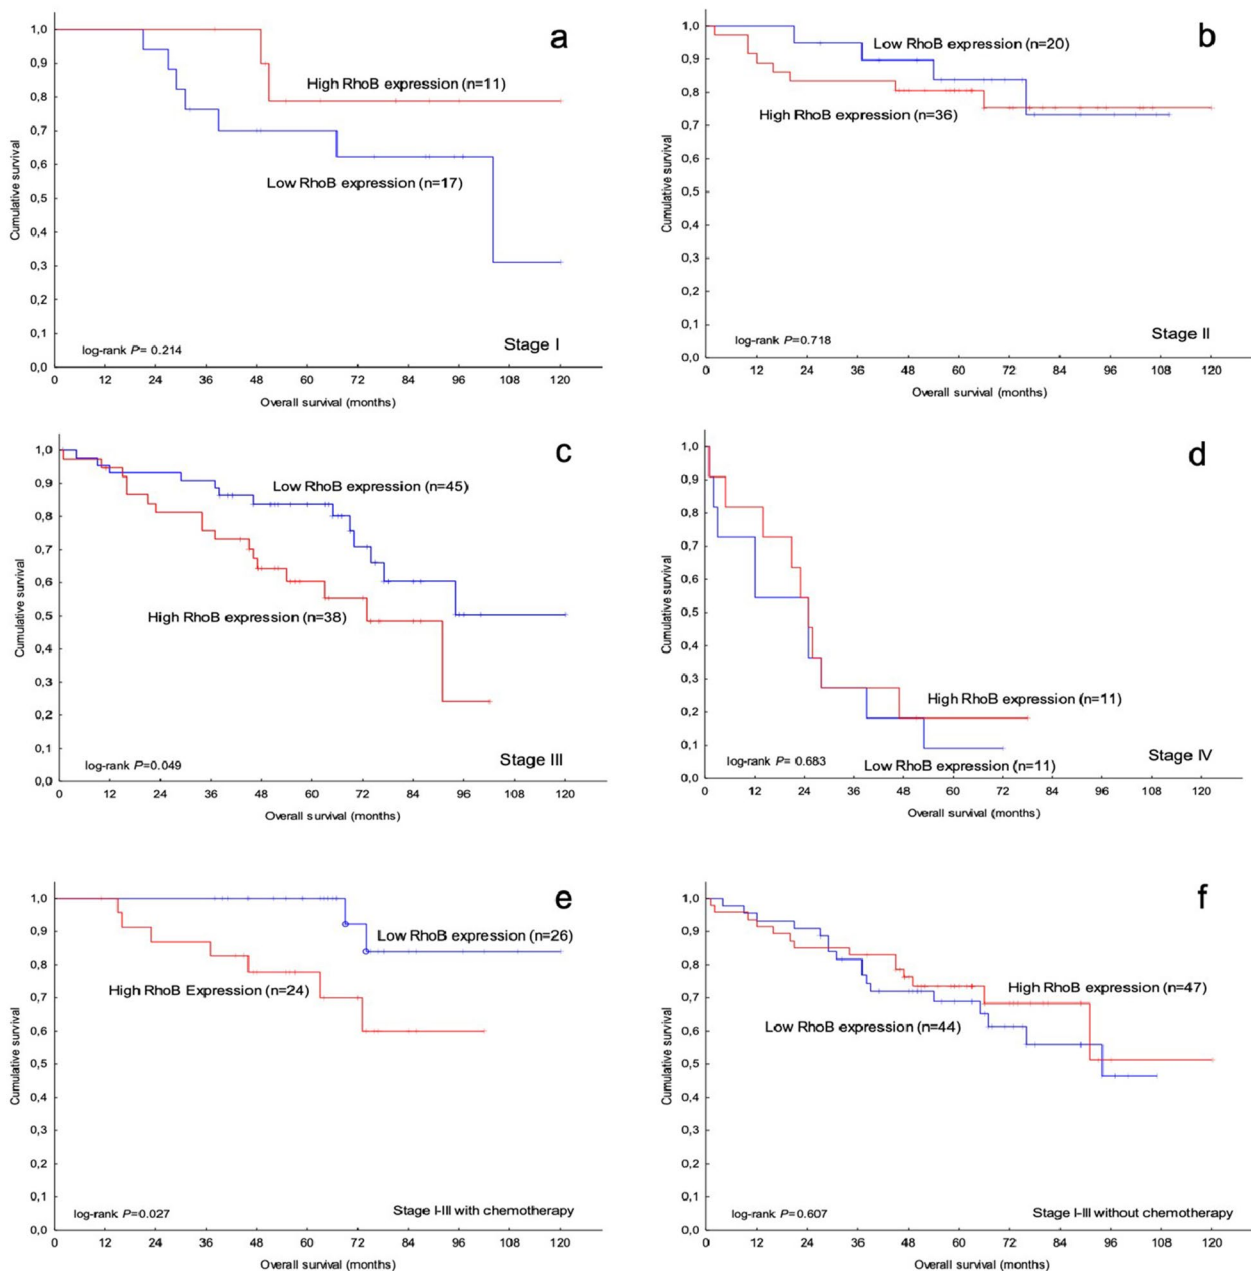 a
1,0
0,9
0,8
0,7
0,6
0,5
0,4
0,3
0,2
0,1
0,0
Cumulative survival
High RhoB expression (n=11)
Low RhoB expression (n=17)
log-rank P= 0.214
Stage I
0 12 24 36 48 60 72 84 96 108 120
Overall survival (months)
b
1,0
0,9
0,8
0,7
0,6
0,5
0,4
0,3
0,2
0,1
0,0
Cumulative survival
Low RhoB expression (n=20)
High RhoB expression (n=36)
log-rank P=0.718
Stage II
0 12 24 36 48 60 72 84 96 108 120
Overall survival (months)
c
1,0
0,9
0,8
0,7
0,6
0,5
0,4
0,3
0,2
0,1
0,0
Cumulative survival
Low RhoB expression (n=45)
High RhoB expression (n=38)
log-rank P=0.049
Stage III
0 12 24 36 48 60 72 84 96 108 120
Overall survival (months)
d
1,0
0,9
0,8
0,7
0,6
0,5
0,4
0,3
0,2
0,1
0,0
Cumulative survival
High RhoB expression (n=11)
log-rank P= 0.683
Low RhoB expression (n=11)
Stage IV
0 12 24 36 48 60 72 84 96 108 120
Overall survival (months)
e
1,0
0,9
0,8
0,7
0,6
0,5
0,4
0,3
0,2
0,1
0,0
Cumulative survival
Low RhoB expression (n=26)
High RhoB Expression (n=24)
log-rank P=0.027
Stage I-III with chemotherapy
0 12 24 36 48 60 72 84 96 108 120
Overall survival (months)
f
1,0
0,9
0,8
0,7
0,6
0,5
0,4
0,3
0,2
0,1
0,0
Cumulative survival
High RhoB expression (n=47)
Low RhoB expression (n=44)
log-rank P=0.607
Stage I-III without chemotherapy
0 12 24 36 48 60 72 84 96 108 120
Overall survival (months)